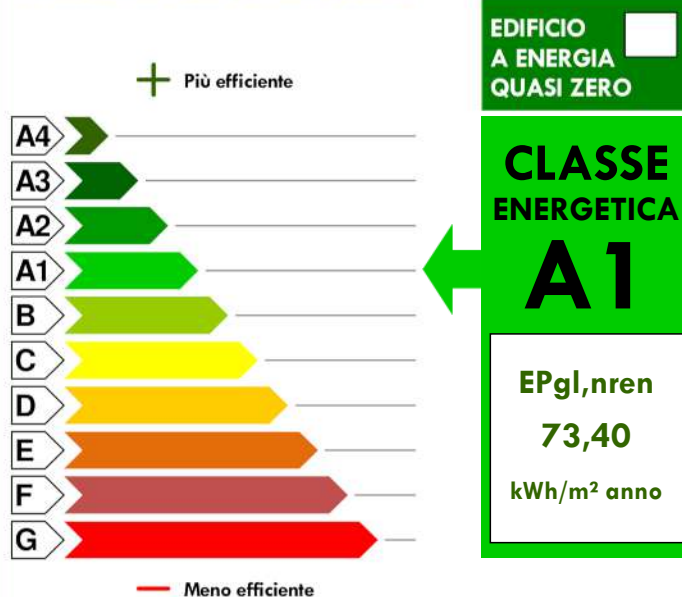 Più efficiente
A4
A3
A2
A1
B
C
D
E
F
G
Meno efficiente
EDIFICIO
A ENERGIA
QUASI ZERO
CLASSE
ENERGETICA
A1
EPgl,nren
73,40
kWh/m² anno